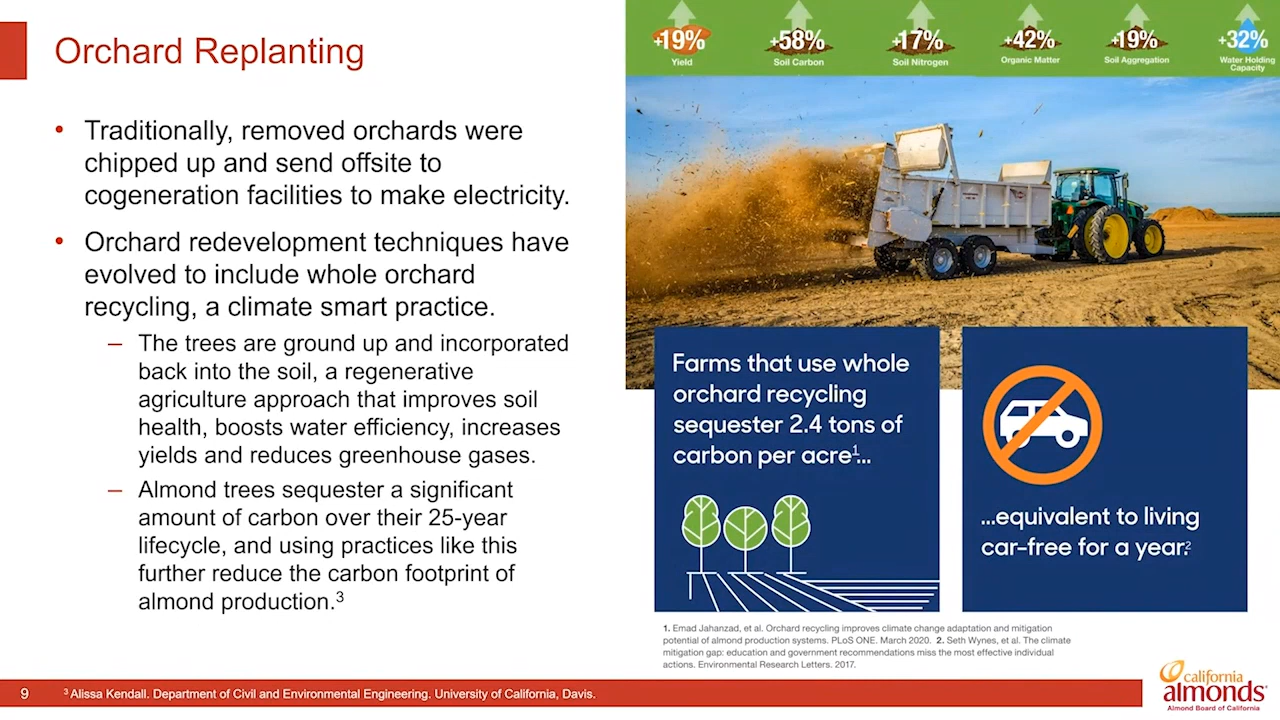 Orchard Replanting
• Traditionally, removed orchards were
chipped up and send offsite to
cogeneration facilities to make electricity.
• Orchard redevelopment techniques have
evolved to include whole orchard
recycling, a climate smart practice.
– The trees are ground up and incorporated
back into the soil, a regenerative
agriculture approach that improves soil
health, boosts water efficiency, increases
yields and reduces greenhouse gases.
– Almond trees sequester a significant
amount of carbon over their 25-year
lifecycle, and using practices like this
further reduce the carbon footprint of
almond production.3
+19%
Yield
+58%
Soil Carbon
+17%
Soil Nitrogen
+42%
Organic Matter
+19%
Soil Aggregation
+32%
Water Holding
Capacity
Farms that use whole
orchard recycling
sequester 2.4 tons of
carbon per acre1...
...equivalent to living
car-free for a year.2
1. Emad Jahanzad, et al. Orchard recycling improves climate change adaptation and mitigation
potential of almond production systems. PLoS ONE. March 2020. 2. Seth Wynes, et al. The climate
mitigation gap: education and government recommendations miss the most effective individual
actions. Environmental Research Letters. 2017.
9
3 Alissa Kendall. Department of Civil and Environmental Engineering. University of California, Davis.
california
almonds®
Almond Board of California